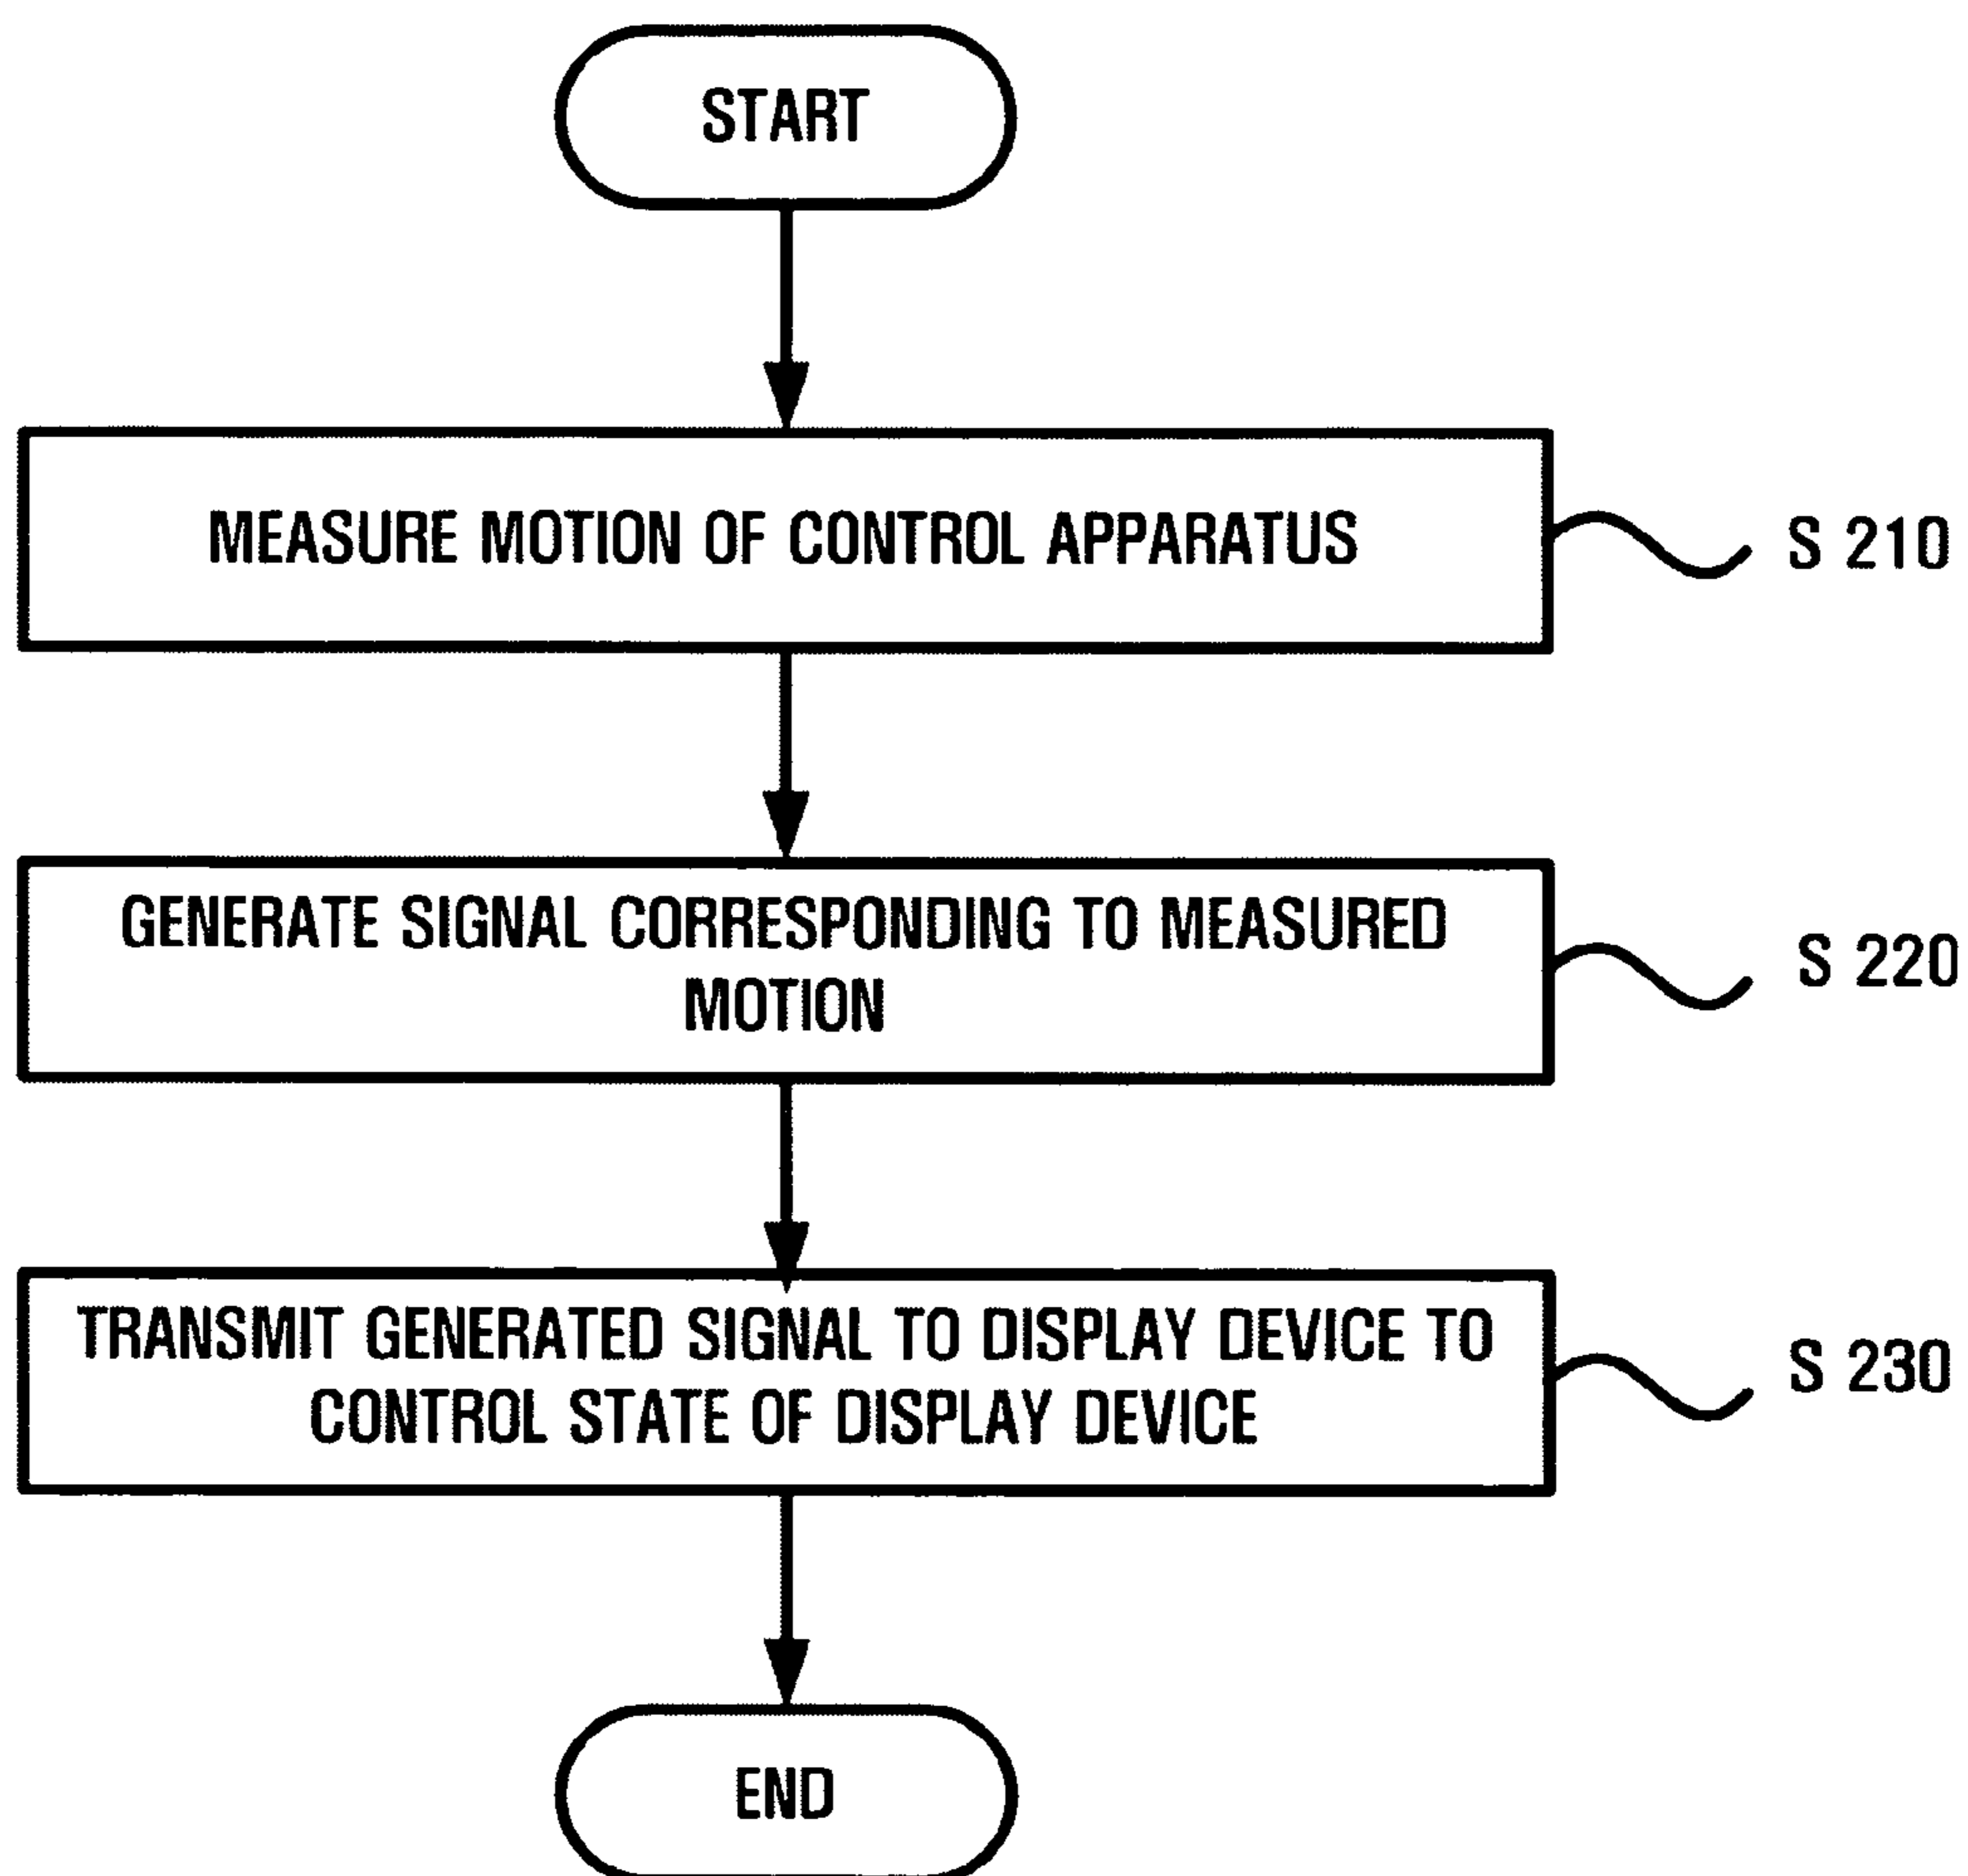 START
MEASURE MOTION OF CONTROL APPARATUS
S 210
GENERATE SIGNAL CORRESPONDING TO MEASURED
MOTION
S 220
TRANSMIT GENERATED SIGNAL TO DISPLAY DEVICE TO
CONTROL STATE OF DISPLAY DEVICE
S 230
END